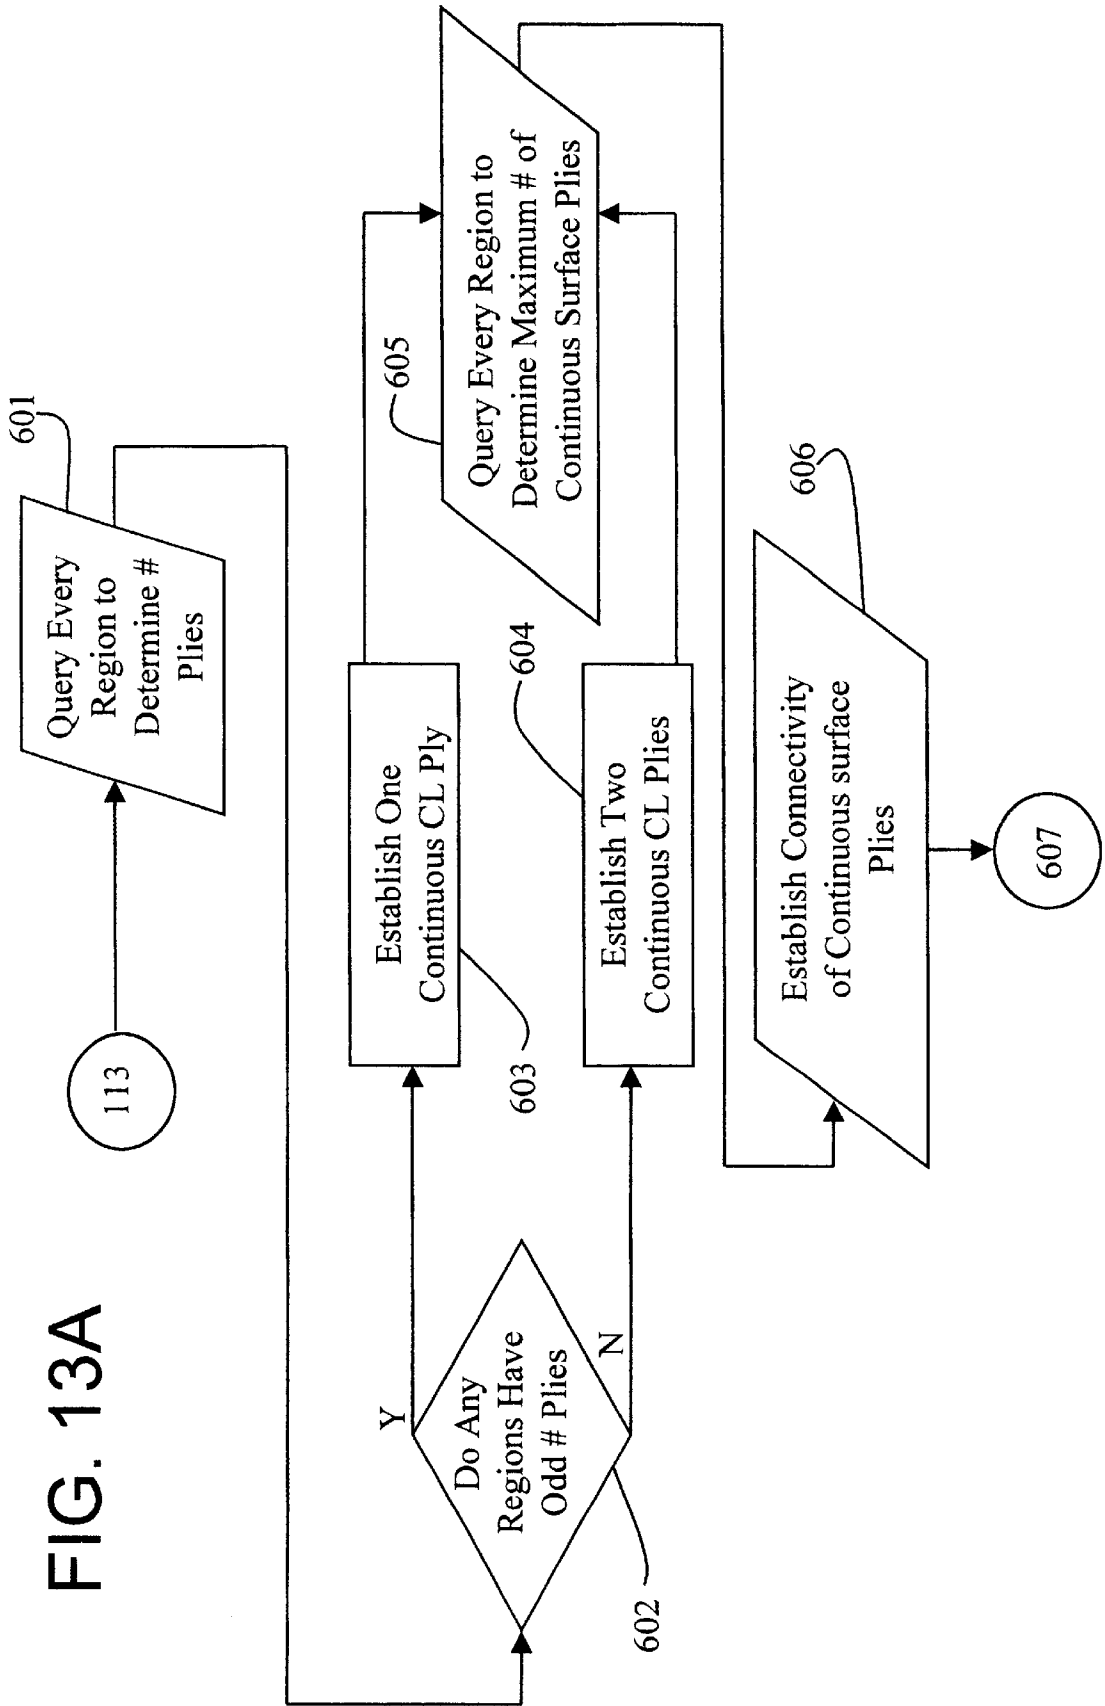 FIG. 13A
113
Query Every
Region to
Determine #
Plies
601
Do Any
Regions Have
Odd # Plies
602
Y
N
Establish One
Continuous CL Ply
603
Establish Two
Continuous CL Plies
604
Query Every Region to
Determine Maximum # of
Continuous Surface Plies
605
Establish Connectivity
of Continuous surface
Plies
606
607